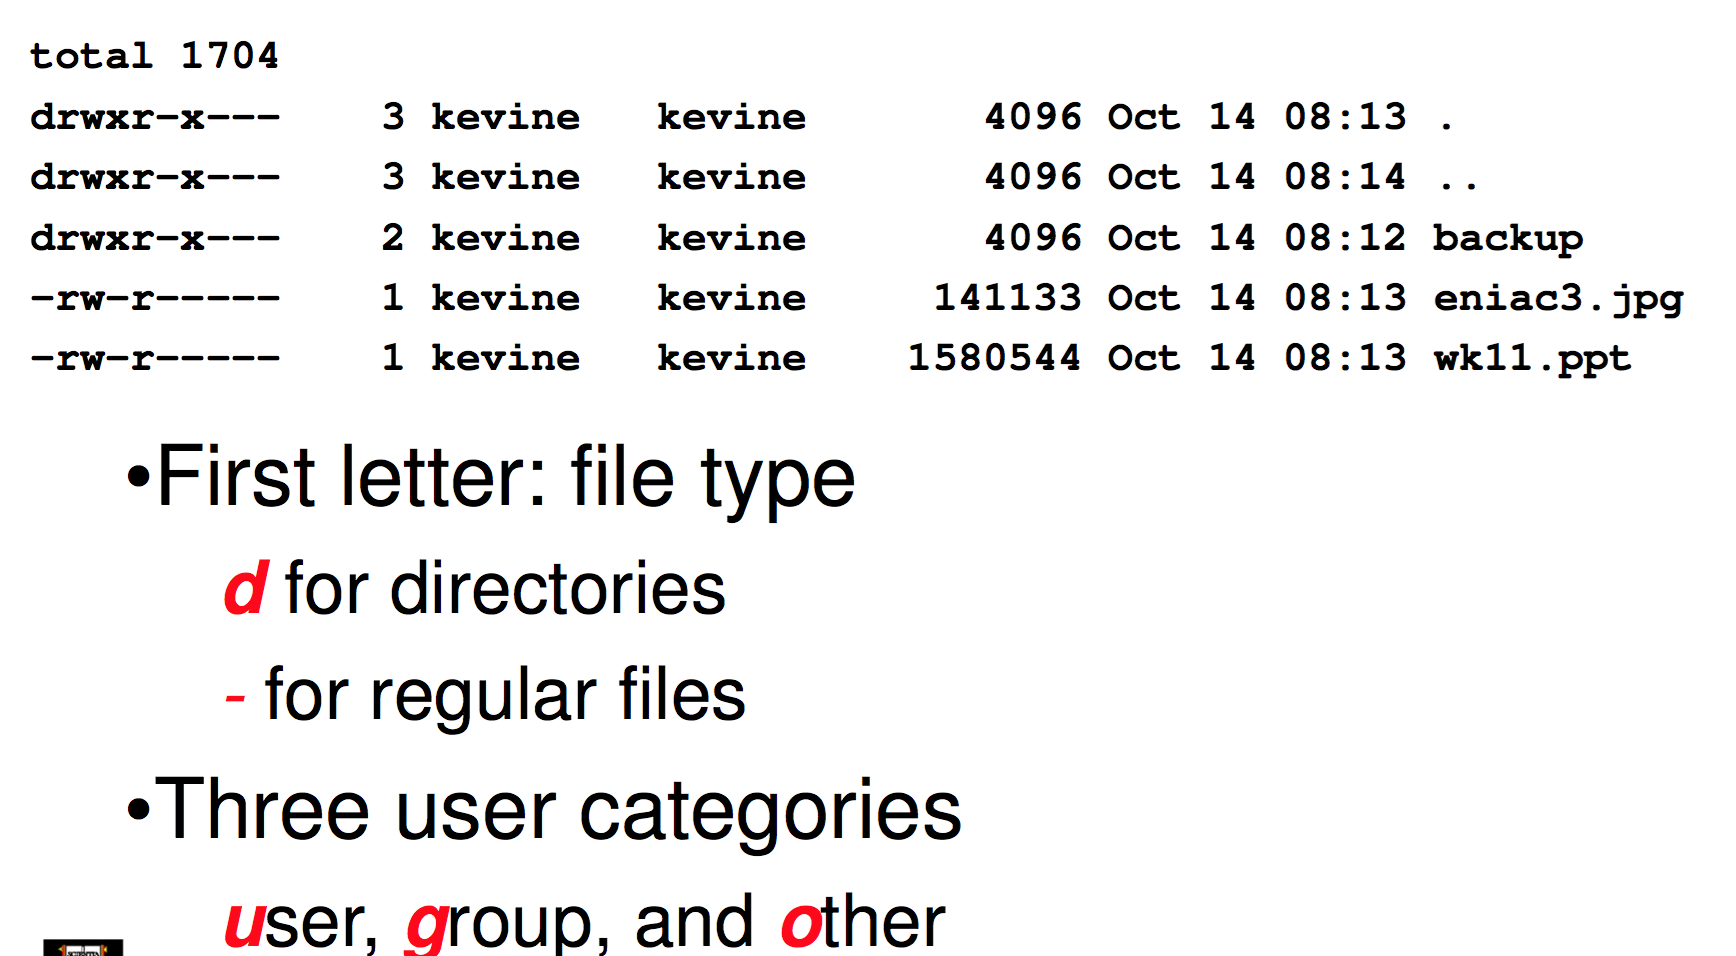 total 1704
drwxr-x--- 3 kevine kevine 4096 Oct 14 08:13 .
drwxr-x--- 3 kevine kevine 4096 Oct 14 08:14 ..
drwxr-x--- 2 kevine kevine 4096 Oct 14 08:12 backup
-rw-r----- 1 kevine kevine 141133 Oct 14 08:13 eniac3.jpg
-rw-r----- 1 kevine kevine 1580544 Oct 14 08:13 wk11.ppt
•First letter: file type
d for directories
- for regular files
•Three user categories
user, group, and other